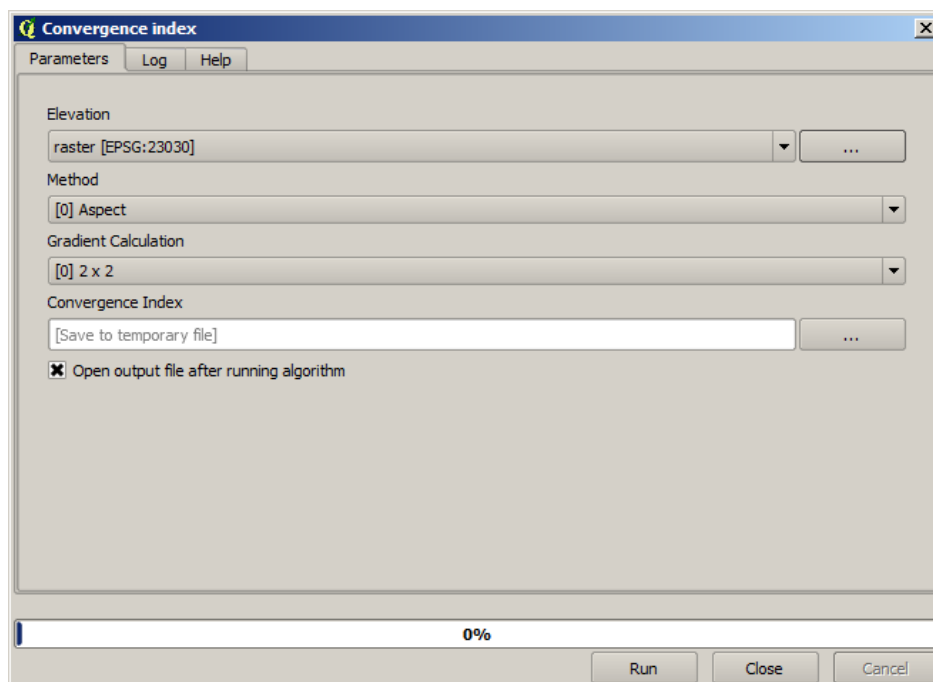 Convergence index
Parameters Log Help
Elevation
raster [EPSG:23030] ...
Method
[0] Aspect
Gradient Calculation
[0] 2 x 2
Convergence Index
[Save to temporary file] ...
Open output file after running algorithm
0%
Run Close Cancel